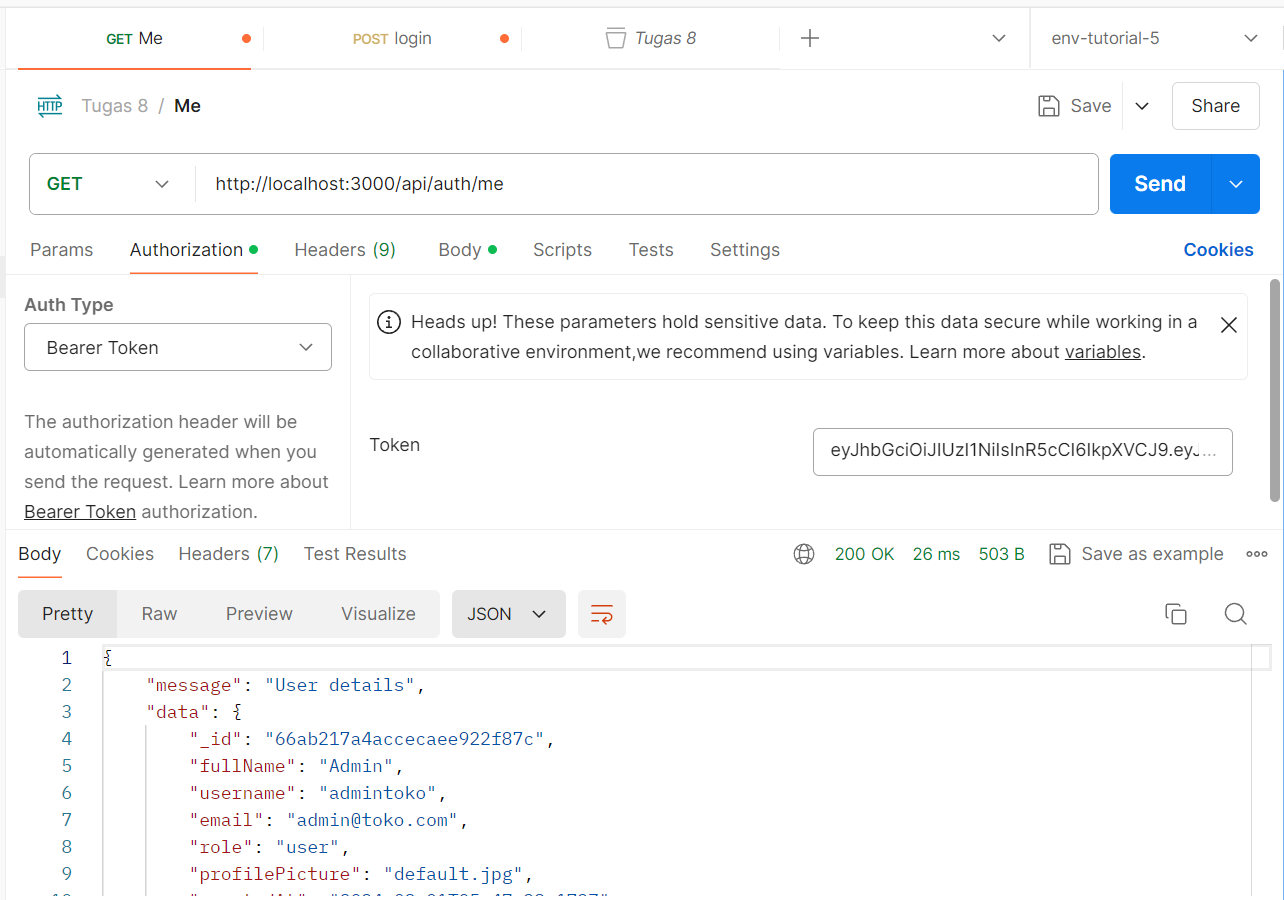 GET Me
POST login
Tugas 8
env-tutorial-5
HTTP Tugas 8 / Me
Save
Share
GET
http://localhost:3000/api/auth/me
Send
Params Authorization Headers (9) Body Scripts Tests Settings Cookies
Auth Type
Bearer Token
The authorization header will be
automatically generated when you
send the request. Learn more about
Bearer Token authorization.
Heads up! These parameters hold sensitive data. To keep this data secure while working in a
collaborative environment,we recommend using variables. Learn more about variables.
Token
eyJhbGciOiJIUzI1NiIsInR5cCI6IkpXVCJ9.eyJ...
Body Cookies Headers (7) Test Results 200 OK 26 ms 503 B Save as example
Pretty Raw Preview Visualize JSON
1 {
2 "message": "User details",
3 "data": {
4 "_id": "66ab217a4accecaee922f87c",
5 "fullName": "Admin",
6 "username": "admintoko",
7 "email": "admin@toko.com",
8 "role": "user",
9 "profilePicture": "default.jpg",